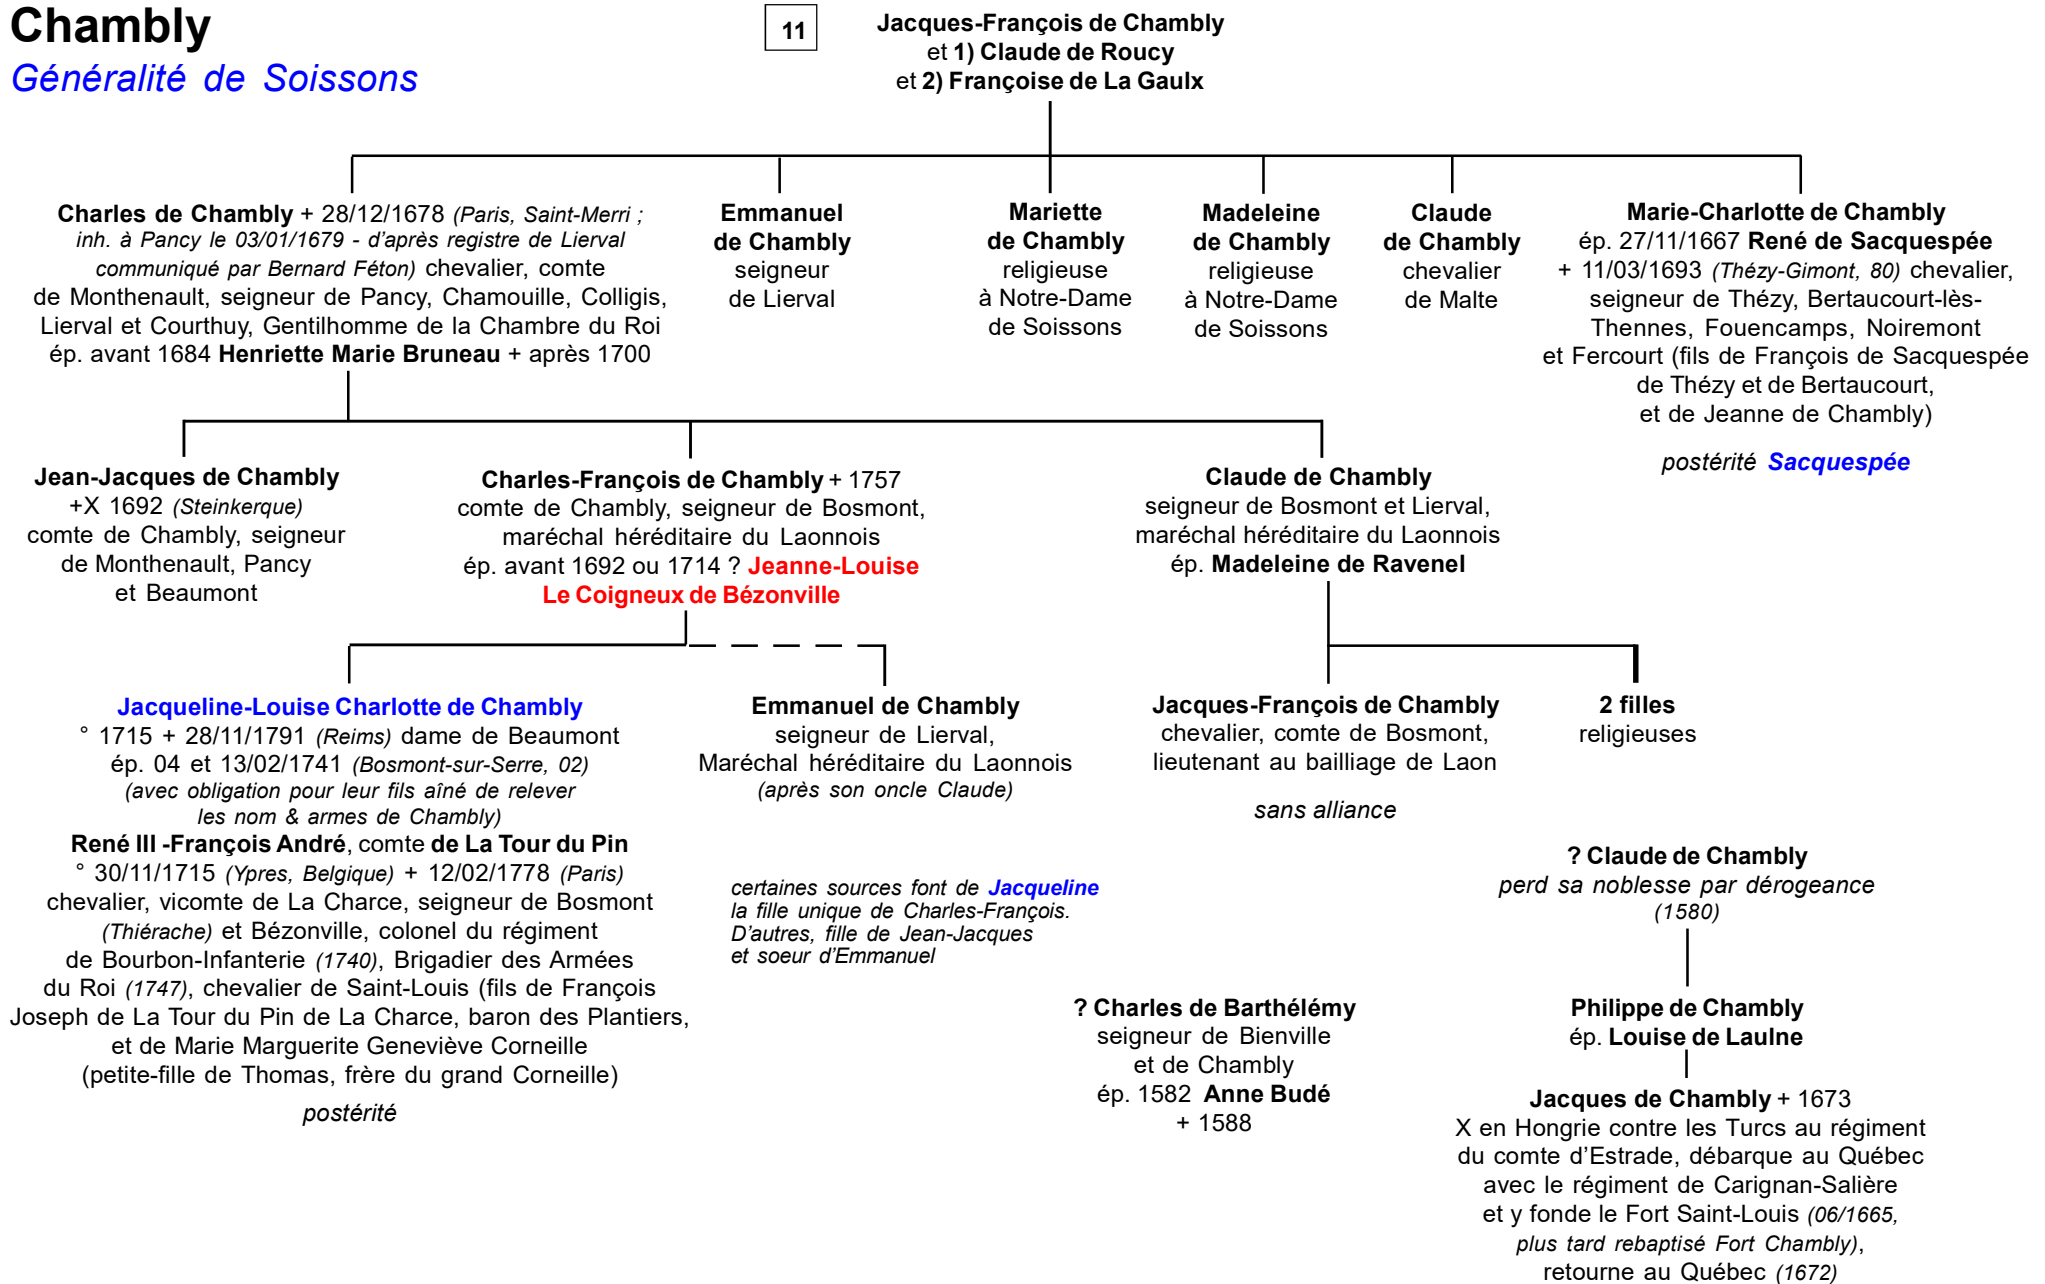 Chambly
Généralité de Soissons
11
Jacques-François de Chambly
et 1) Claude de Roucy
et 2) Françoise de La Gaulx
Charles de Chambly + 28/12/1678 (Paris, Saint-Merri ;
inh. à Pancy le 03/01/1679 - d'après registre de Lierval
communiqué par Bernard Féton) chevalier, comte
de Monthenault, seigneur de Pancy, Chamouille, Colligis,
Lierval et Courthuy, Gentilhomme de la Chambre du Roi
ép. avant 1684 Henriette Marie Bruneau + après 1700
Emmanuel
de Chambly
seigneur
de Lierval
Mariette
de Chambly
religieuse
à Notre-Dame
de Soissons
Madeleine
de Chambly
religieuse
à Notre-Dame
de Soissons
Claude
de Chambly
chevalier
de Malte
Marie-Charlotte de Chambly
ép. 27/11/1667 René de Sacquespée
+ 11/03/1693 (Thézy-Gimont, 80) chevalier,
seigneur de Thézy, Bertaucourt-lès-
Thennes, Fouencamps, Noiremont
et Fercourt (fils de François de Sacquespée
de Thézy et de Bertaucourt,
et de Jeanne de Chambly)
postérité Sacquespée
Jean-Jacques de Chambly
+X 1692 (Steinkerque)
comte de Chambly, seigneur
de Monthenault, Pancy
et Beaumont
Charles-François de Chambly + 1757
comte de Chambly, seigneur de Bosmont,
maréchal héréditaire du Laonnois
ép. avant 1692 ou 1714 ? Jeanne-Louise
Le Coigneux de Bézonville
Claude de Chambly
seigneur de Bosmont et Lierval,
maréchal héréditaire du Laonnois
ép. Madeleine de Ravenel
Jacqueline-Louise Charlotte de Chambly
° 1715 + 28/11/1791 (Reims) dame de Beaumont
ép. 04 et 13/02/1741 (Bosmont-sur-Serre, 02)
(avec obligation pour leur fils aîné de relever
les nom & armes de Chambly)
René III -François André, comte de La Tour du Pin
° 30/11/1715 (Ypres, Belgique) + 12/02/1778 (Paris)
chevalier, vicomte de La Charce, seigneur de Bosmont
(Thiérache) et Bézonville, colonel du régiment
de Bourbon-Infanterie (1740), Brigadier des Armées
du Roi (1747), chevalier de Saint-Louis (fils de François
Joseph de La Tour du Pin de La Charce, baron des Plantiers,
et de Marie Marguerite Geneviève Corneille
(petite-fille de Thomas, frère du grand Corneille)
postérité
Emmanuel de Chambly
seigneur de Lierval,
Maréchal héréditaire du Laonnois
(après son oncle Claude)
certaines sources font de Jacqueline
la fille unique de Charles-François.
D'autres, fille de Jean-Jacques
et soeur d'Emmanuel
Jacques-François de Chambly
chevalier, comte de Bosmont,
lieutenant au bailliage de Laon
sans alliance
2 filles
religieuses
? Charles de Barthélémy
seigneur de Bienville
et de Chambly
ép. 1582 Anne Budé
+ 1588
? Claude de Chambly
perd sa noblesse par dérogeance
(1580)
Philippe de Chambly
ép. Louise de Laulne
Jacques de Chambly + 1673
X en Hongrie contre les Turcs au régiment
du comte d'Estrade, débarque au Québec
avec le régiment de Carignan-Salière
et y fonde le Fort Saint-Louis (06/1665,
plus tard rebaptisé Fort Chambly),
retourne au Québec (1672)